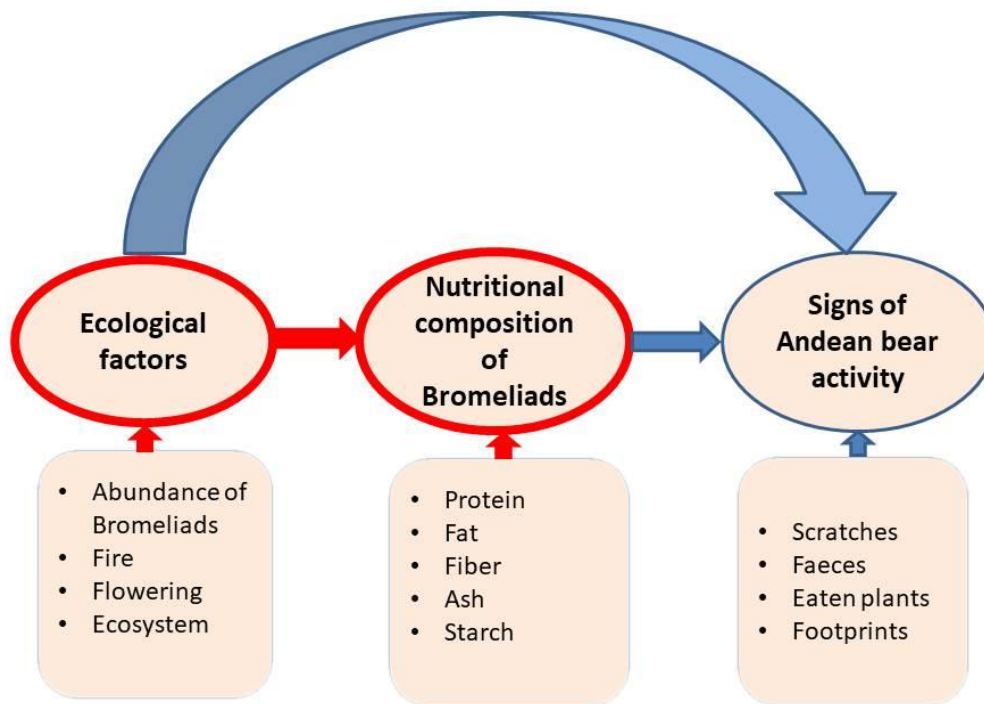 Ecological
factors
Nutritional
composition
of
Bromeliads
Signs of
Andean bear
activity
• Abundance of
Bromeliads
• Fire
• Flowering
• Ecosystem
• Protein
• Fat
• Fiber
• Ash
• Starch
• Scratches
• Faeces
• Eaten plants
• Footprints